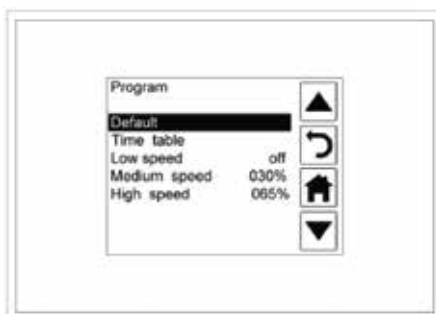 Program
Default
Time table
Low speed off
Medium speed 030%
High speed 065%